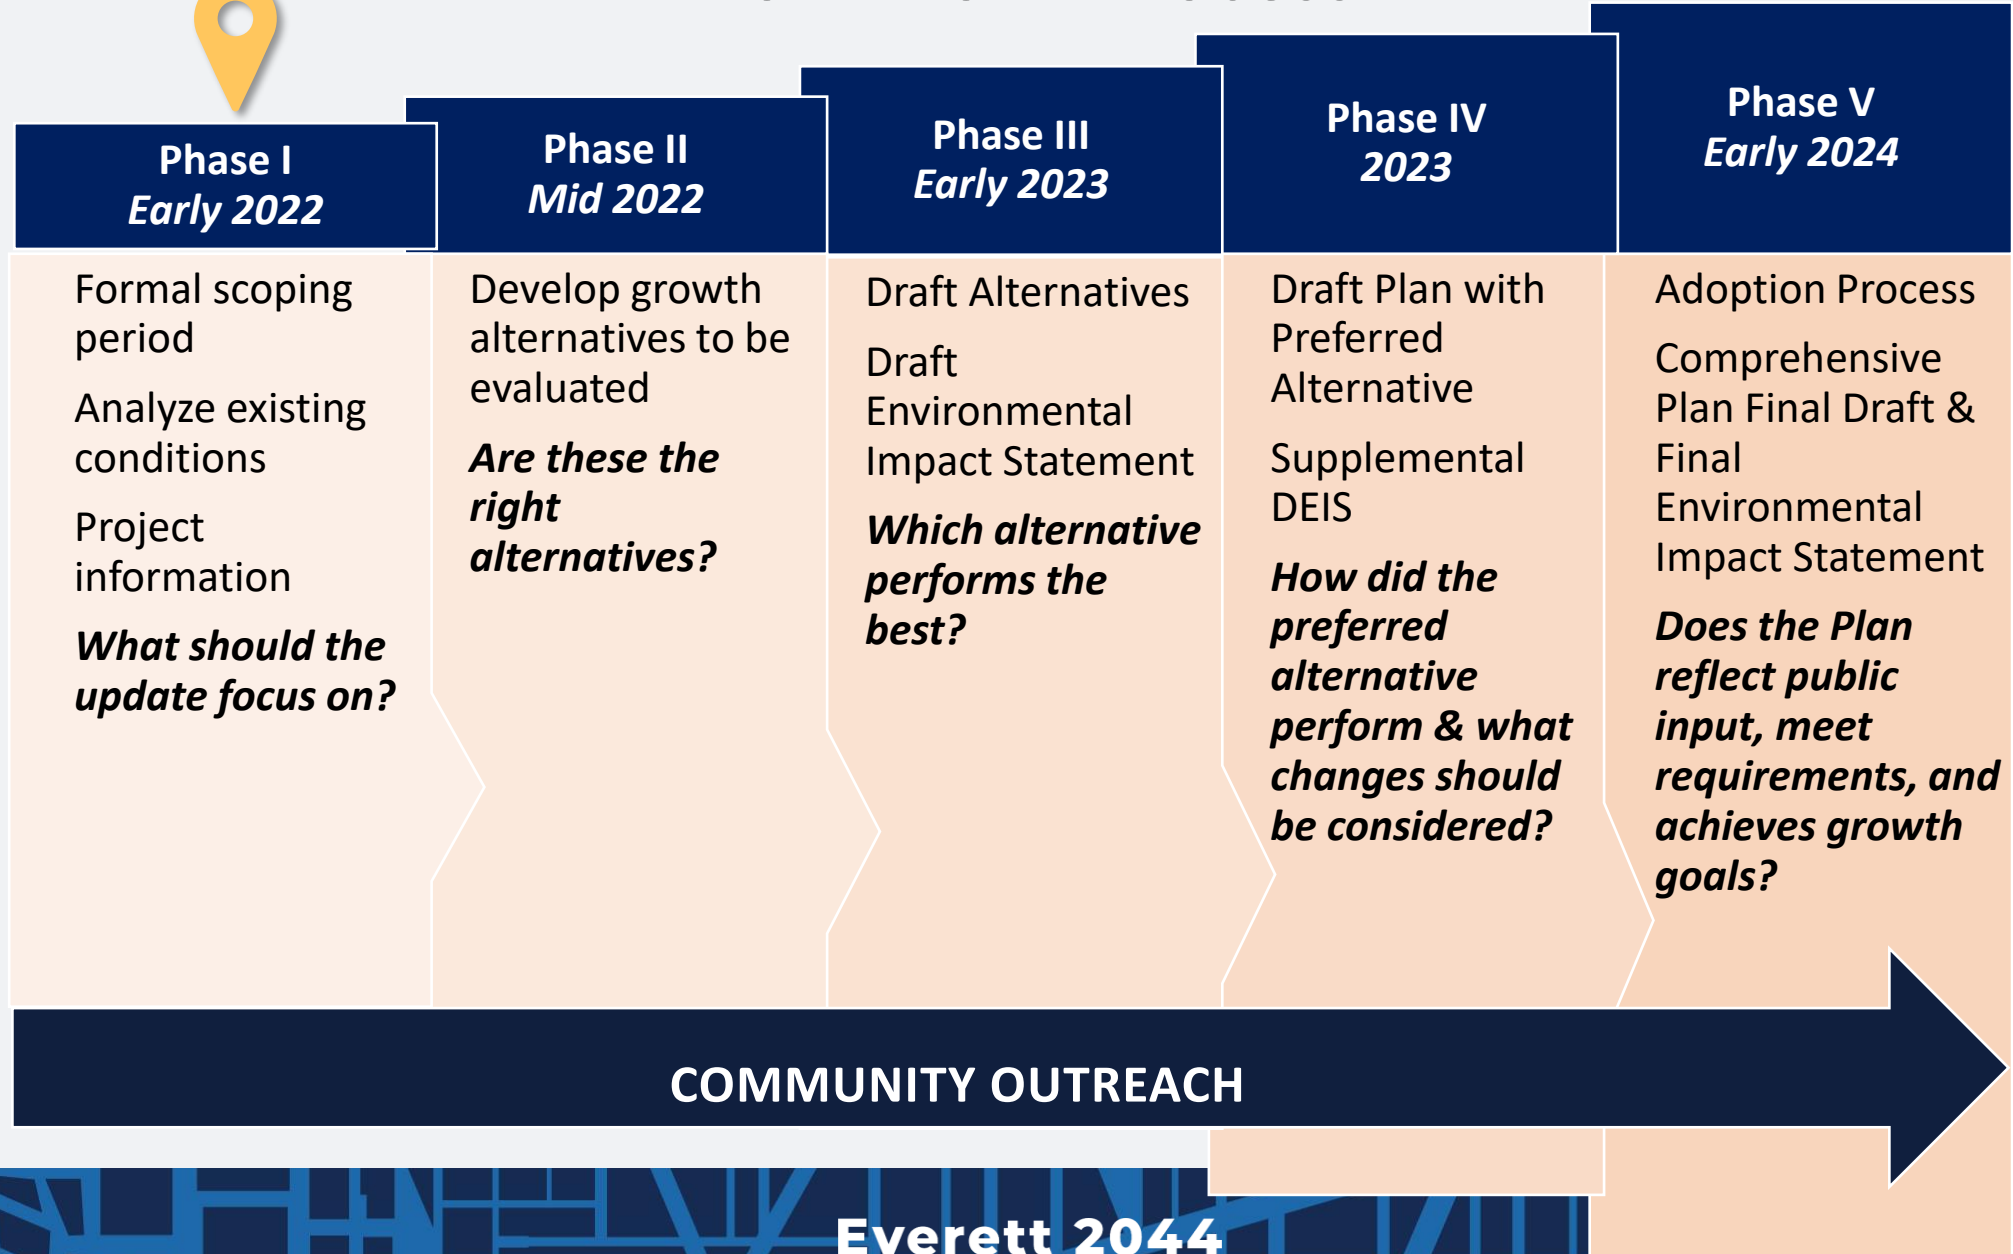 Phase I
Early 2022
Formal scoping
period
Analyze existing
conditions
Project
information
What should the
update focus on?
Phase II
Mid 2022
Develop growth
alternatives to be
evaluated
Are these the
right
alternatives?
Phase III
Early 2023
Draft Alternatives
Draft
Environmental
Impact Statement
Which alternative
performs the
best?
Phase IV
2023
Draft Plan with
Preferred
Alternative
Supplemental
DEIS
How did the
preferred
alternative
perform & what
changes should
be considered?
Phase V
Early 2024
Adoption Process
Comprehensive
Plan Final Draft &
Final
Environmental
Impact Statement
Does the Plan
reflect public
input, meet
requirements, and
achieves growth
goals?
COMMUNITY OUTREACH
Everett 2044